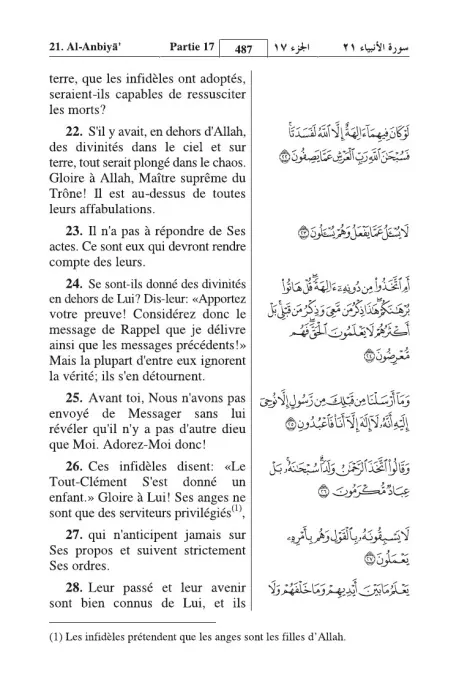 21. Al-Anbiyā' Partie 17 487 الجزء ١٧ سورة الأنبياء ٢١
terre, que les infidèles ont adoptés,
seraient-ils capables de ressusciter
les morts?
22. S'il y avait, en dehors d'Allah,
des divinités dans le ciel et sur
terre, tout serait plongé dans le chaos.
Gloire à Allah, Maître suprême du
Trône! Il est au-dessus de toutes
leurs affabulations.
23. Il n'a pas à répondre de Ses
actes. Ce sont eux qui devront rendre
compte des leurs.
24. Se sont-ils donné des divinités
en dehors de Lui? Dis-leur: «Apportez
votre preuve! Considérez donc le
message de Rappel que je délivre
ainsi que les messages précédents!»
Mais la plupart d'entre eux ignorent
la vérité; ils s'en détournent.
25. Avant toi, Nous n'avons pas
envoyé de Messager sans lui
révéler qu'il n'y a pas d'autre dieu
que Moi. Adorez-Moi donc!
26. Ces infidèles disent: «Le
Tout-Clément S'est donné un
enfant.» Gloire à Lui! Ses anges ne
sont que des serviteurs privilégiés(1),
27. qui n'anticipent jamais sur
Ses propos et suivent strictement
Ses ordres.
28. Leur passé et leur avenir
sont bien connus de Lui, et ils
لَوْ كَانَ فِيهِمَآ ءَالِهَةٌ إِلَّا ٱللَّهُ لَفَسَدَتَا
فَسُبْحَٰنَ ٱللَّهِ رَبِّ ٱلْعَرْشِ عَمَّا يَصِفُونَ ٢٢
لَا يُسْـَٔلُ عَمَّا يَفْعَلُ وَهُمْ يُسْـَٔلُونَ ٢٣
أَمِ ٱتَّخَذُوا۟ مِن دُونِهِۦٓ ءَالِهَةً قُلْ هَاتُوا۟
بُرْهَٰنَكُمْ هَٰذَا ذِكْرُ مَن مَّعِىَ وَذِكْرُ مَن قَبْلِى بَلْ
أَكْثَرُهُمْ لَا يَعْلَمُونَ ٱلْحَقَّ فَهُم
مُّعْرِضُونَ ٢٤
وَمَآ أَرْسَلْنَا مِن قَبْلِكَ مِن رَّسُولٍ إِلَّا نُوحِىٓ
إِلَيْهِ أَنَّهُۥ لَآ إِلَٰهَ إِلَّآ أَنَا۠ فَٱعْبُدُونِ ٢٥
وَقَالُوا۟ ٱتَّخَذَ ٱلرَّحْمَٰنُ وَلَدًا سُبْحَٰنَهُۥ بَلْ
عِبَادٌ مُّكْرَمُونَ ٢٦
لَا يَسْبِقُونَهُۥ بِٱلْقَوْلِ وَهُم بِأَمْرِهِۦ
يَعْمَلُونَ ٢٧
يَعْلَمُ مَا بَيْنَ أَيْدِيهِمْ وَمَا خَلْفَهُمْ وَلَا
(1) Les infidèles prétendent que les anges sont les filles d'Allah.